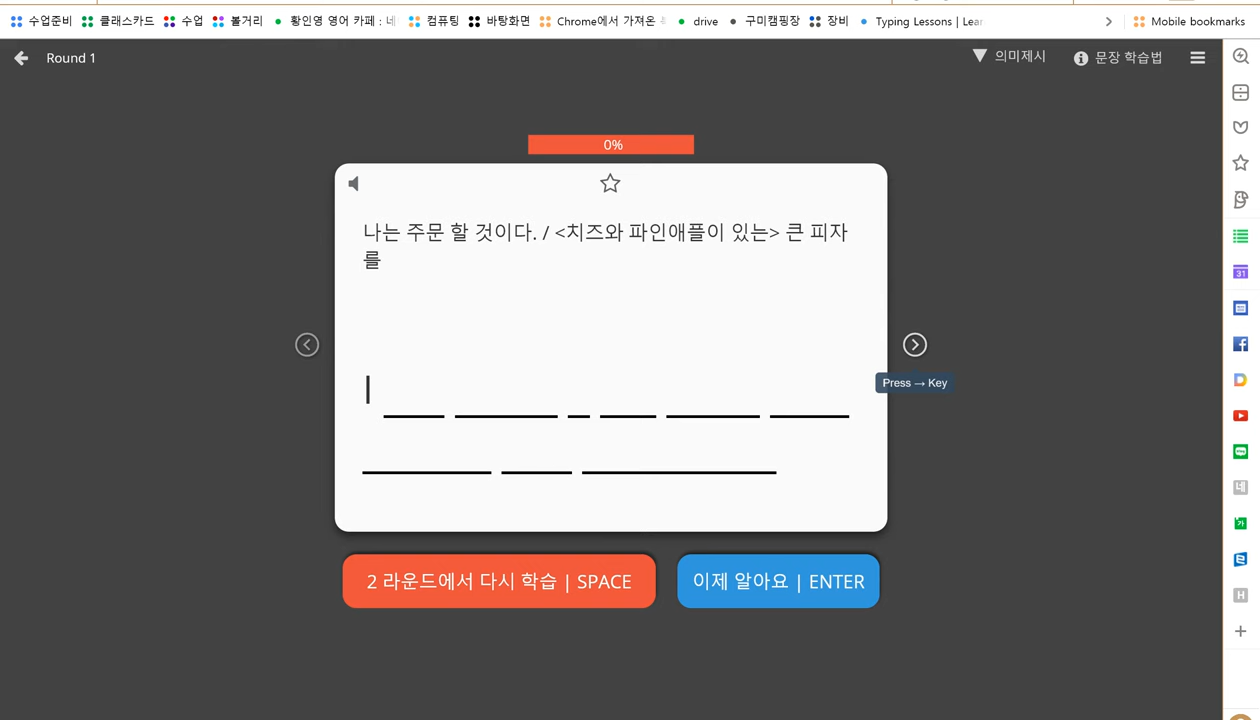 수업준비 클래스카드 수업 볼거리 황인영 영어 카페 : 네 컴퓨팅 바탕화면 Chrome에서 가져온 drive 구미캠핑장 장비 Typing Lessons | Lear Mobile bookmarks
Round 1 ▼ 의미제시 문장 학습법
0%
나는 주문 할 것이다. / <치즈와 파인애플이 있는> 큰 피자
를
Press → Key
2 라운드에서 다시 학습 | SPACE 이제 알아요 | ENTER
31